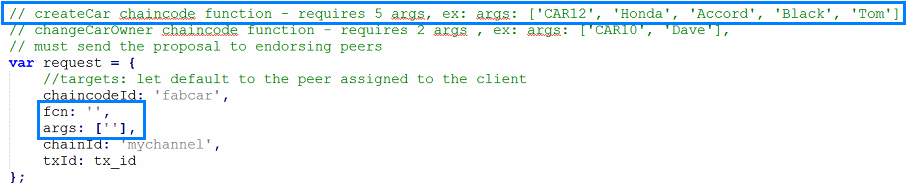 // createCar chaincode function - requires 5 args, ex: args: ['CAR12', 'Honda', 'Accord', 'Black', 'Tom']
// changeCarOwner chaincode function - requires 2 args , ex: args: ['CAR10', 'Dave'],
// must send the proposal to endorsing peers
var request = {
//targets: let default to the peer assigned to the client
chaincodeId: 'fabcar',
fcn: '',
args: [''],
chainId: 'mychannel',
txId: tx_id
};